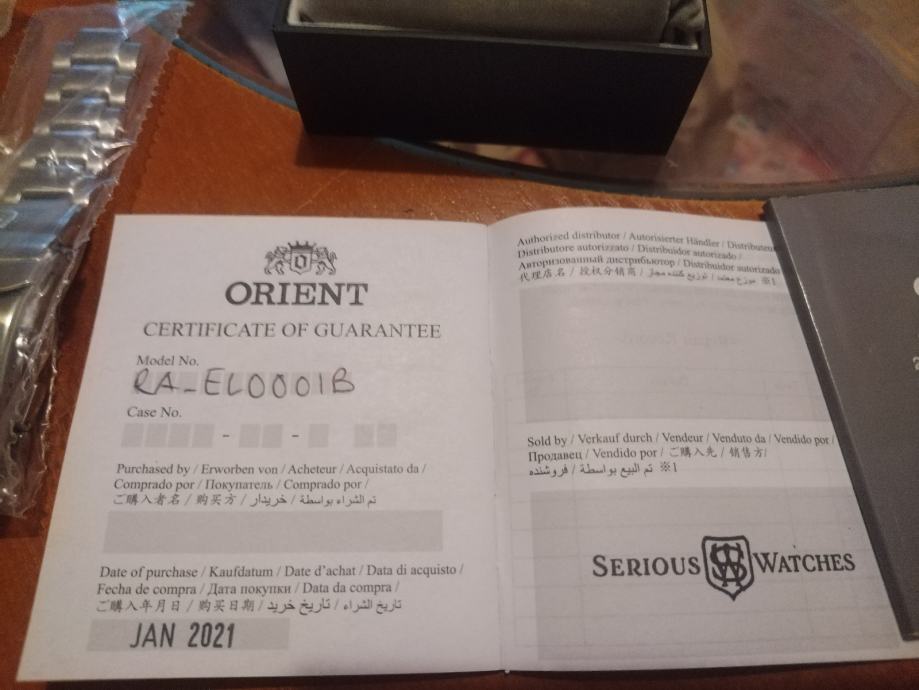 ORIENT
CERTIFICATE OF GUARANTEE
Model No.
RA-EL0001B
Case No.
- -
Purchased by / Erworben von / Acheteur / Acquistato da /
Comprado por / Покупатель / Comprado por /
ご購入者名 / 购买方 / خریدار / تم الشراء بواسطة /
Date of purchase / Kaufdatum / Date d'achat / Data di acquisto /
Fecha de compra / Дата покупки / Data da compra /
ご購入年月日 / 购买日期 / تاریخ خرید / تاريخ الشراء /
JAN 2021
Authorized distributor / Autorisierter Händler /
Distributore autorizzato / Distribuidor autorizado /
Авторизованный дистрибьютор / Distribuidor autorizado
代理店名 / 授权分销商 / توزیع کننده مجاز / موزع معتمد ※1
Sold by / Verkauf durch / Vendeur / Venduto da / Vendido por /
Продавец / Vendido por / ご購入先 / 销售方/
تم البيع بواسطة / فروشنده ※1
SERIOUS WATCHES